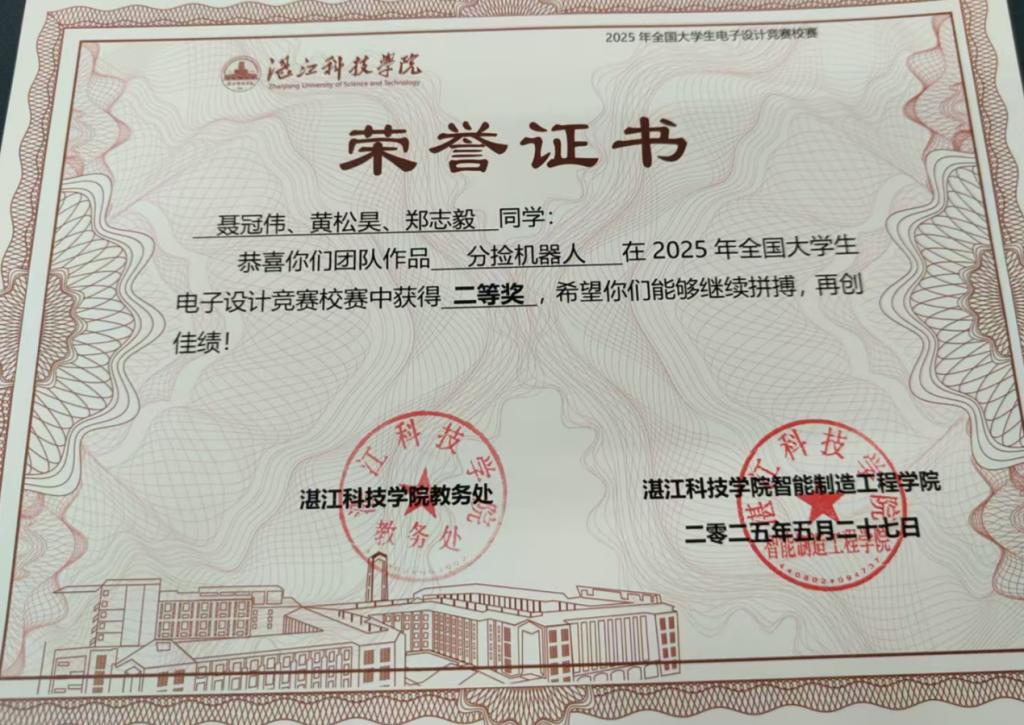 2025 年全国大学生电子设计竞赛校赛
湛江科技学院
Zhanjiang University of Science and Technology
荣誉证书
聂冠伟、黄松昊、郑志毅 同学：
恭喜你们团队作品 分捡机器人 在 2025 年全国大学生
电子设计竞赛校赛中获得 二等奖，希望你们能够继续拼搏，再创
佳绩！
湛江科技学院
湛江科技学院教务处
教务处
湛江科技学院
湛江科技学院智能制造工程学院
二零二五年五月二十七日
智能制造工程学院